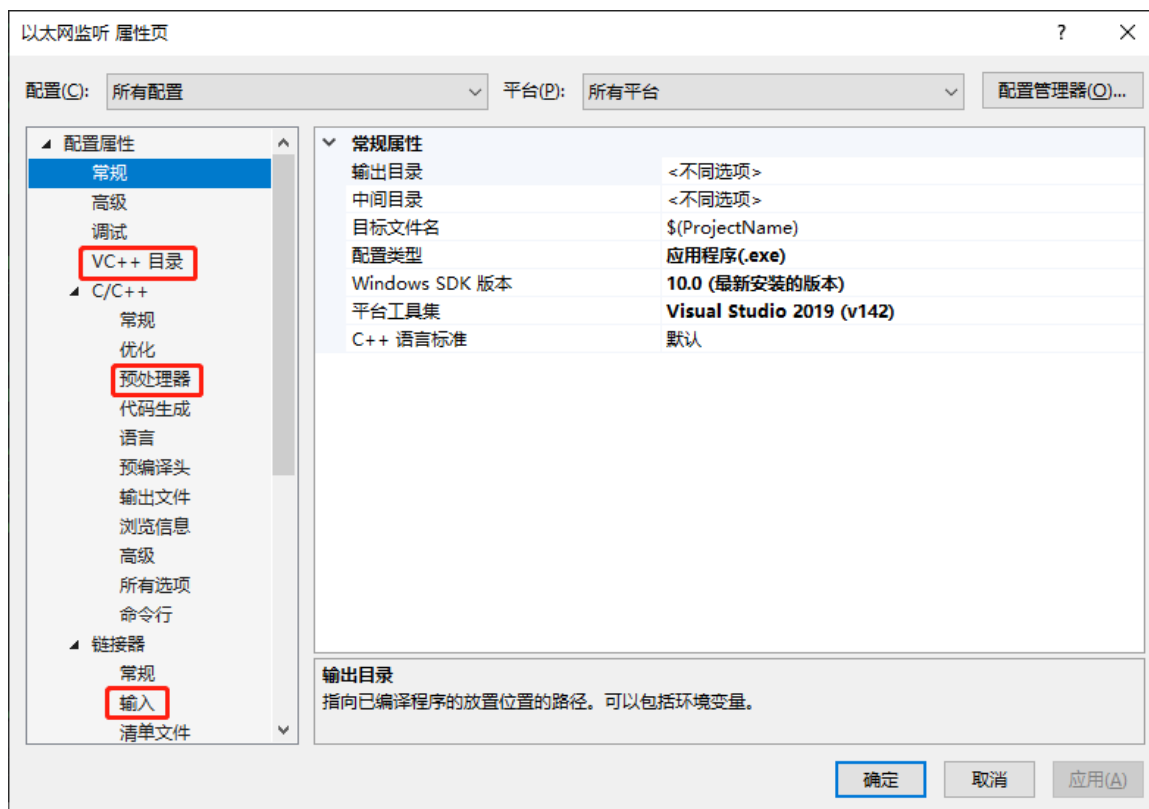 以太网监听 属性页
?
配置(C): 所有配置 平台(P): 所有平台 配置管理器(O)...
配置属性
常规
高级
调试
VC++ 目录
C/C++
常规
优化
预处理器
代码生成
语言
预编译头
输出文件
浏览信息
高级
所有选项
命令行
链接器
常规
输入
清单文件
常规属性
输出目录 <不同选项>
中间目录 <不同选项>
目标文件名 $(ProjectName)
配置类型 应用程序(.exe)
Windows SDK 版本 10.0 (最新安装的版本)
平台工具集 Visual Studio 2019 (v142)
C++ 语言标准 默认
输出目录
指向已编译程序的放置位置的路径。可以包括环境变量。
确定 取消 应用(A)